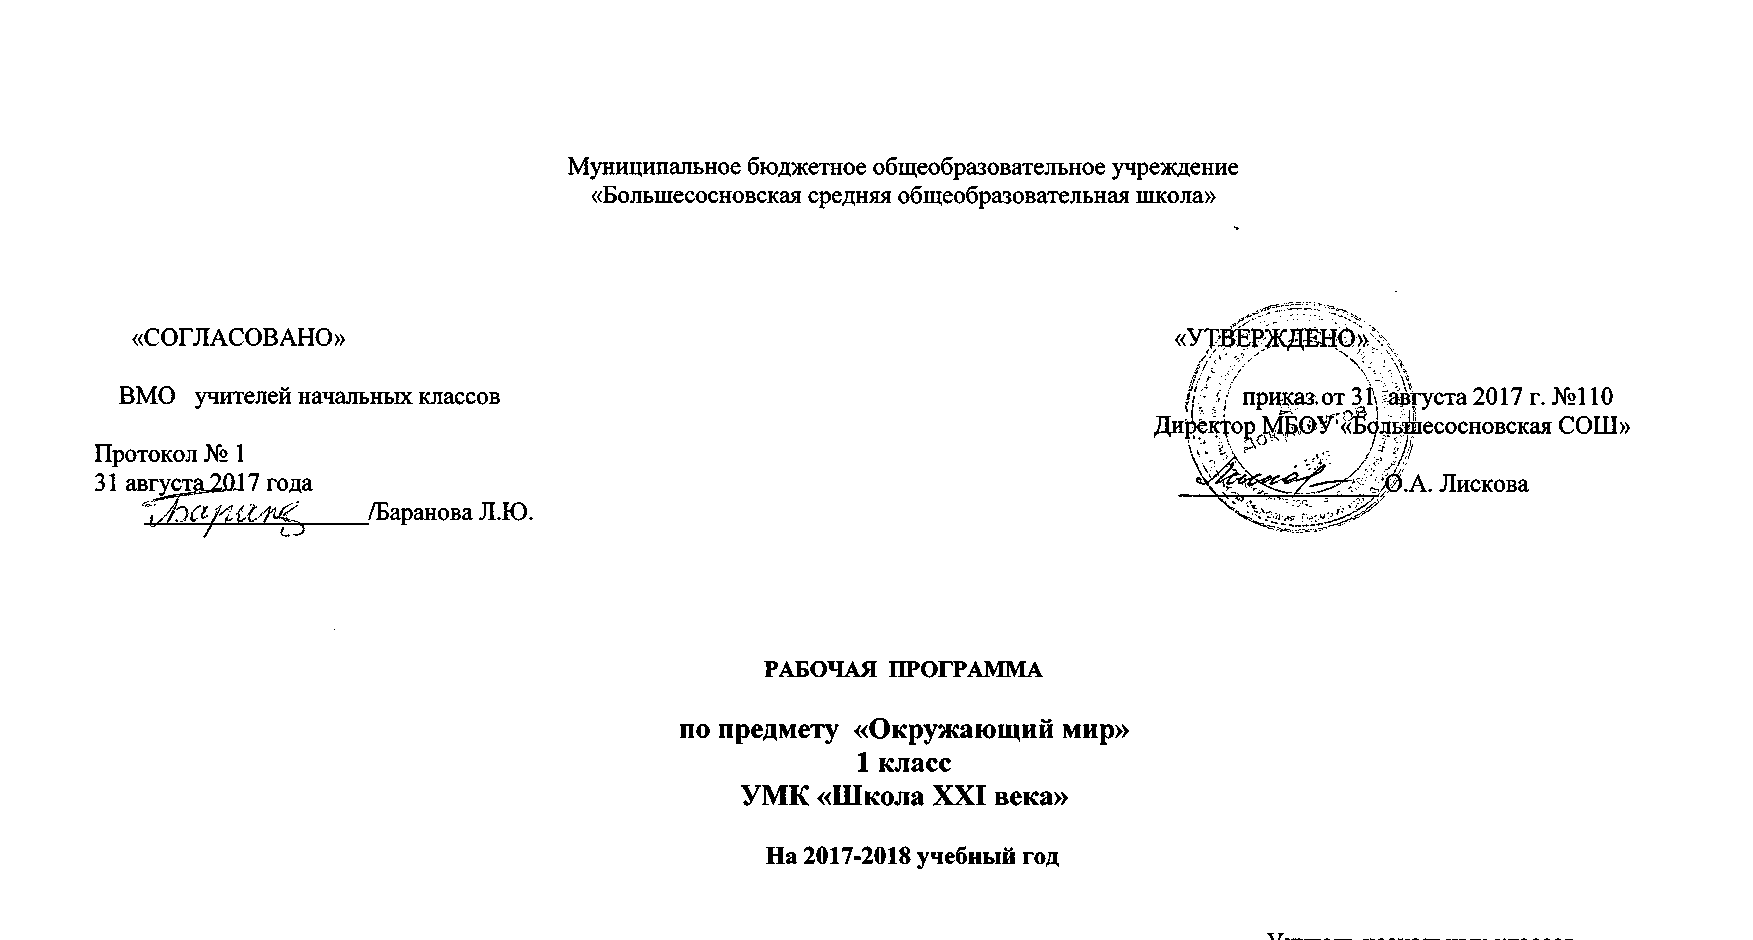 Муниципальное бюджетное общеобразовательное учреждение
«Большесосновская средняя общеобразовательная школа»
«СОГЛАСОВАНО»
ВМО учителей начальных классов
Протокол № 1
31 августа 2017 года
/Баранова Л.Ю.
«УТВЕРЖДЕНО»
приказ от 31 августа 2017 г. №110
Директор МБОУ «Большесосновская СОШ»
О.А. Лискова
РАБОЧАЯ ПРОГРАММА
по предмету «Окружающий мир»
1 класс
УМК «Школа XXI века»
На 2017-2018 учебный год